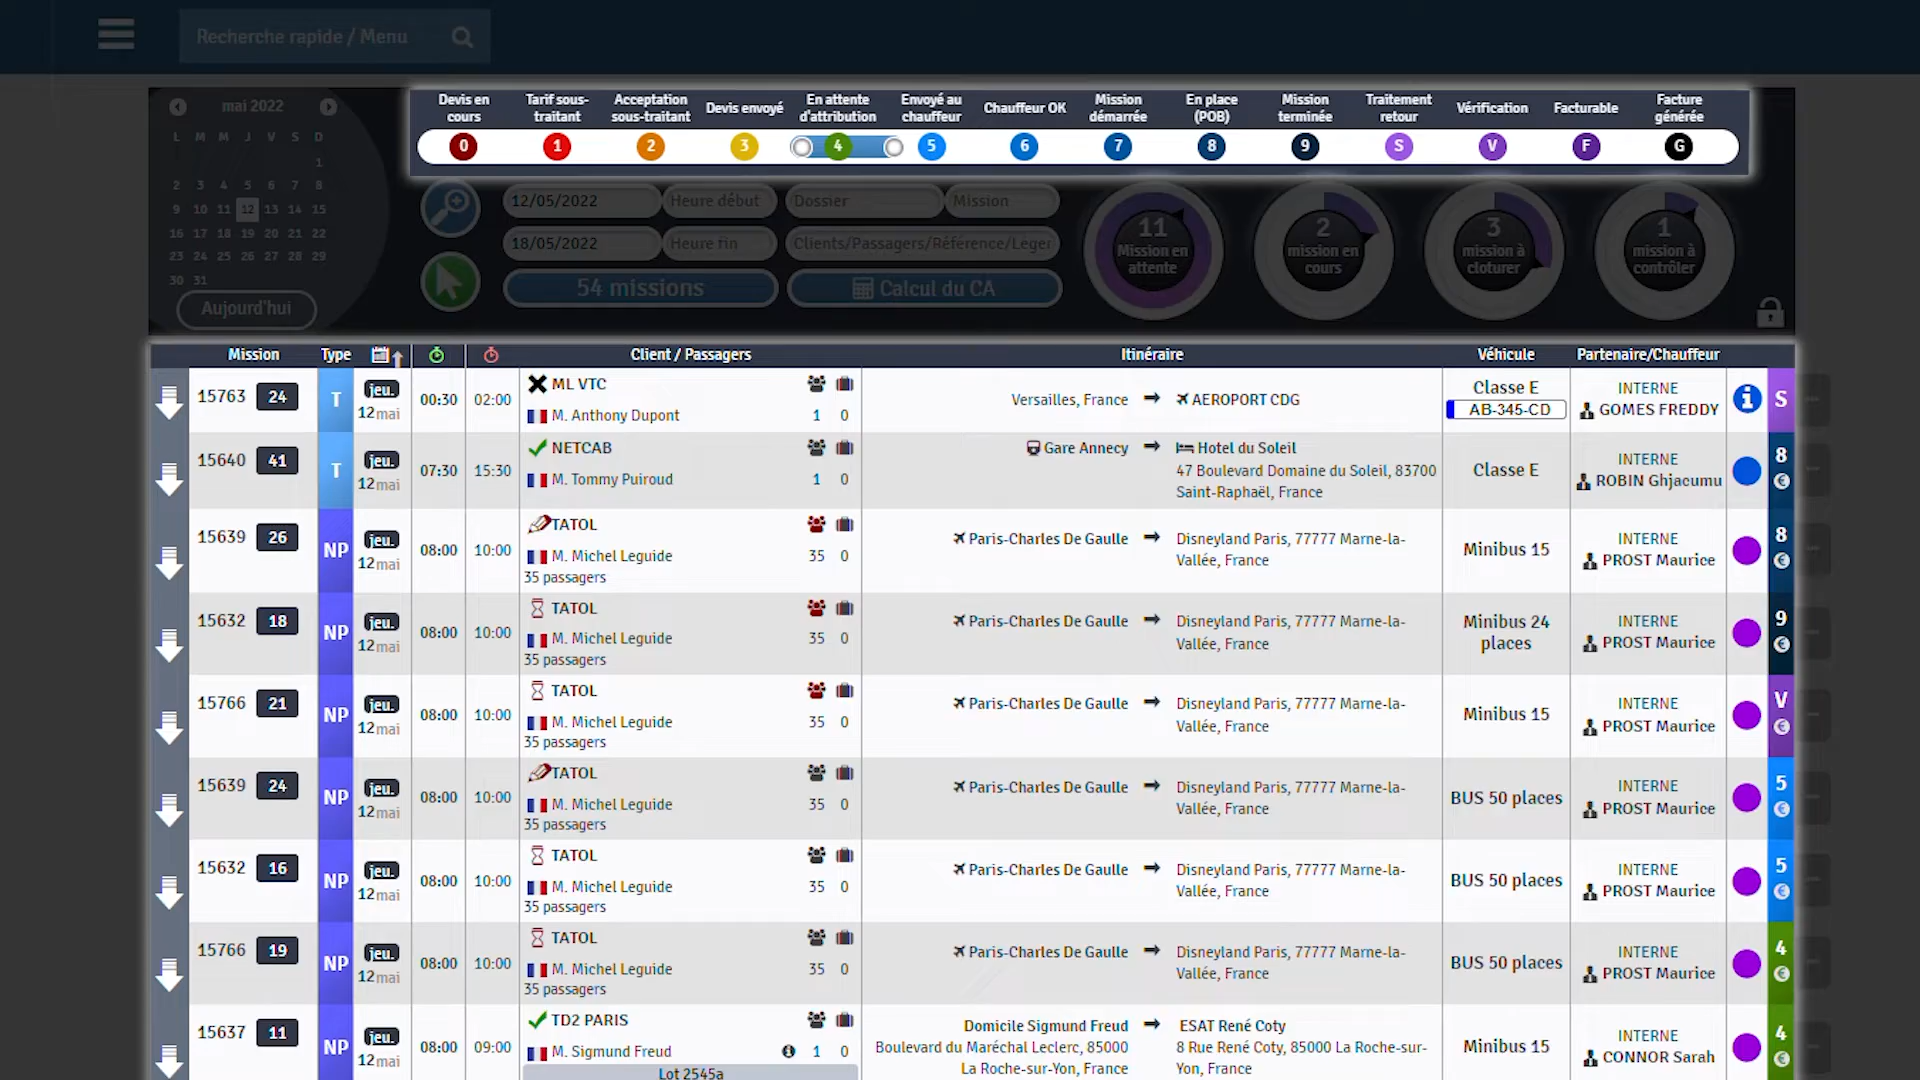 Recherche rapide / Menu
mai 2022
L M M J V S D
1
2 3 4 5 6 7 8
9 10 11 12 13 14 15
16 17 18 19 20 21 22
23 24 25 26 27 28 29
30 31
Aujourd'hui
Devis en cours
Tarif sous-traitant
Acceptation sous-traitant
Devis envoyé
En attente d'attribution
Envoyé au chauffeur
Chauffeur OK
Mission démarrée
En place (POB)
Mission terminée
Traitement retour
Vérification
Facturable
Facture générée
0 1 2 3 4 5 6 7 8 9 S V F G
12/05/2022 Heure début Dossier Mission
18/05/2022 Heure fin Clients/Passagers/Référence/Léger
54 missions Calcul du CA
11 Mission en attente
2 mission en cours
3 mission à cloturer
1 mission à contrôler
Mission Type Client / Passagers Itinéraire Véhicule Partenaire/Chauffeur
15763 24 T jeu. 12 mai 00:30 02:00 ML VTC
M. Anthony Dupont 1 0
Versailles, France AEROPORT CDG
Classe E
AB-345-CD
INTERNE
GOMES FREDDY
S
15640 41 T jeu. 12 mai 07:30 15:30 NETCAB
M. Tommy Puiroud 1 0
Gare Annecy Hotel du Soleil
47 Boulevard Domaine du Soleil, 83700
Saint-Raphaël, France
Classe E
INTERNE
ROBIN Ghjacumu
8
€
15639 26 NP jeu. 12 mai 08:00 10:00 TATOL
M. Michel Leguide 35 0
35 passagers
Paris-Charles De Gaulle Disneyland Paris, 77777 Marne-la-
Vallée, France
Minibus 15
INTERNE
PROST Maurice
8
€
15632 18 NP jeu. 12 mai 08:00 10:00 TATOL
M. Michel Leguide 35 0
35 passagers
Paris-Charles De Gaulle Disneyland Paris, 77777 Marne-la-
Vallée, France
Minibus 24
places
INTERNE
PROST Maurice
9
€
15766 21 NP jeu. 12 mai 08:00 10:00 TATOL
M. Michel Leguide 35 0
35 passagers
Paris-Charles De Gaulle Disneyland Paris, 77777 Marne-la-
Vallée, France
Minibus 15
INTERNE
PROST Maurice
V
€
15639 24 NP jeu. 12 mai 08:00 10:00 TATOL
M. Michel Leguide 35 0
35 passagers
Paris-Charles De Gaulle Disneyland Paris, 77777 Marne-la-
Vallée, France
BUS 50 places
INTERNE
PROST Maurice
5
€
15632 16 NP jeu. 12 mai 08:00 10:00 TATOL
M. Michel Leguide 35 0
35 passagers
Paris-Charles De Gaulle Disneyland Paris, 77777 Marne-la-
Vallée, France
BUS 50 places
INTERNE
PROST Maurice
5
€
15766 19 NP jeu. 12 mai 08:00 10:00 TATOL
M. Michel Leguide 35 0
35 passagers
Paris-Charles De Gaulle Disneyland Paris, 77777 Marne-la-
Vallée, France
BUS 50 places
INTERNE
PROST Maurice
4
€
15637 11 NP jeu. 12 mai 08:00 09:00 TD2 PARIS
M. Sigmund Freud 1 0
Lot 2545a
Domicile Sigmund Freud
Boulevard du Maréchal Leclerc, 85000
La Roche-sur-Yon, France
ESAT René Coty
8 Rue René Coty, 85000 La Roche-sur-
Yon, France
Minibus 15
INTERNE
CONNOR Sarah
4
€